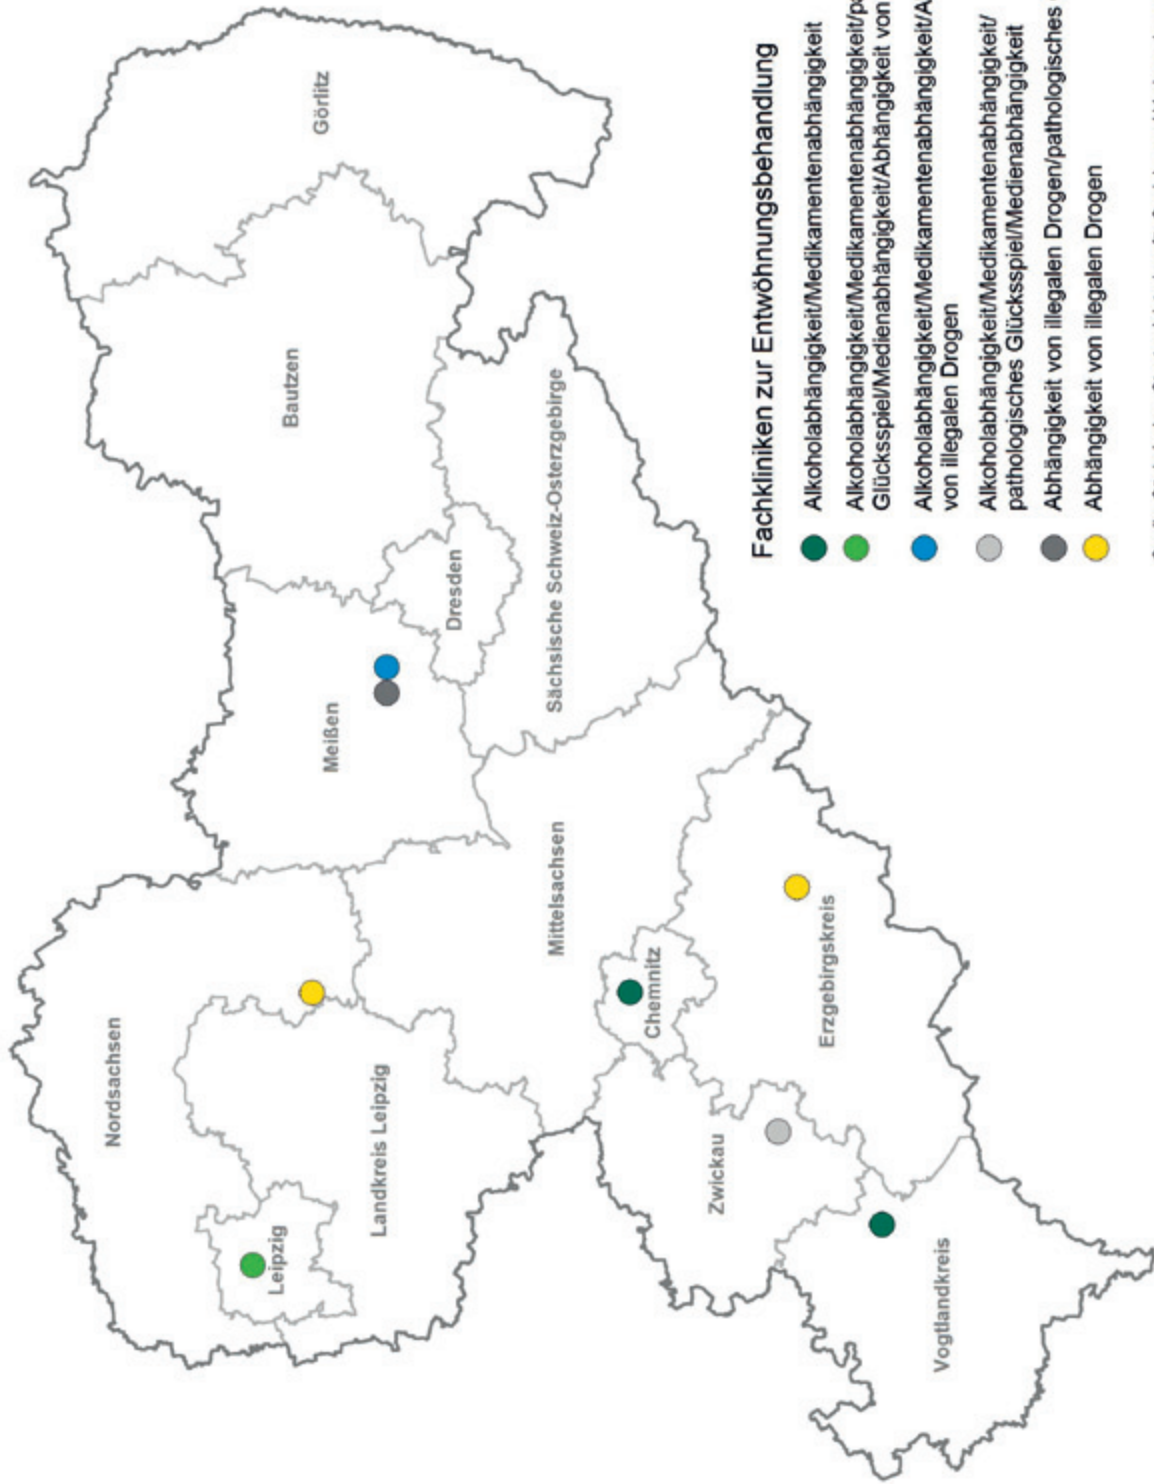 Görlitz
Bautzen
Sächsische Schweiz-Osterzgebirge
Dresden
Meißen
Mittelsachsen
Nordsachsen
Landkreis Leipzig
Leipzig
Chemnitz
Erzgebirgskreis
Zwickau
Vogtlandkreis
Fachkliniken zur Entwöhnungsbehandlung
Alkoholabhängigkeit/Medikamentenabhängigkeit
Alkoholabhängigkeit/Medikamentenabhängigkeit/pa
Glücksspiel/Medienabhängigkeit/Abhängigkeit von
Alkoholabhängigkeit/Medikamentenabhängigkeit/A
von illegalen Drogen
Alkoholabhängigkeit/Medikamentenabhängigkeit/
pathologisches Glücksspiel/Medienabhängigkeit
Abhängigkeit von illegalen Drogen/pathologisches
Abhängigkeit von illegalen Drogen